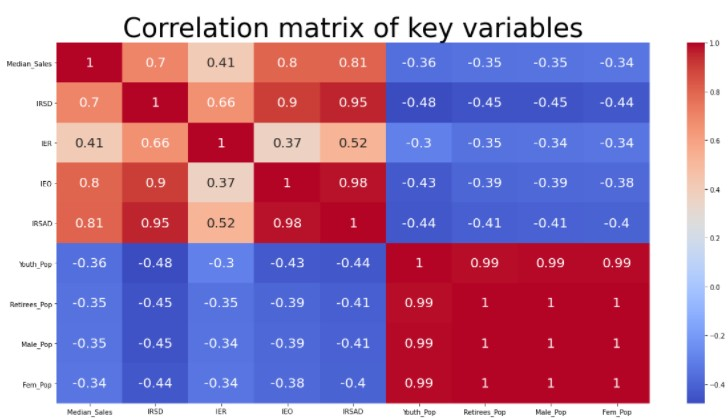 Correlation matrix of key variables
Median_Sales 1 0.7 0.41 0.8 0.81 -0.36 -0.35 -0.35 -0.34
IRSD 0.7 1 0.66 0.9 0.95 -0.48 -0.45 -0.45 -0.44
IER 0.41 0.66 1 0.37 0.52 -0.3 -0.35 -0.34 -0.34
IEO 0.8 0.9 0.37 1 0.98 -0.43 -0.39 -0.39 -0.38
IRSAD 0.81 0.95 0.52 0.98 1 -0.44 -0.41 -0.41 -0.4
Youth_Pop -0.36 -0.48 -0.3 -0.43 -0.44 1 0.99 0.99 0.99
Retirees_Pop -0.35 -0.45 -0.35 -0.39 -0.41 0.99 1 1 1
Male_Pop -0.35 -0.45 -0.34 -0.39 -0.41 0.99 1 1 1
Fem_Pop -0.34 -0.44 -0.34 -0.38 -0.4 0.99 1 1 1
Median_Sales IRSD IER IEO IRSAD Youth_Pop Retirees_Pop Male_Pop Fem_Pop
1.0
0.8
0.6
0.4
0.2
0.0
-0.2
-0.4